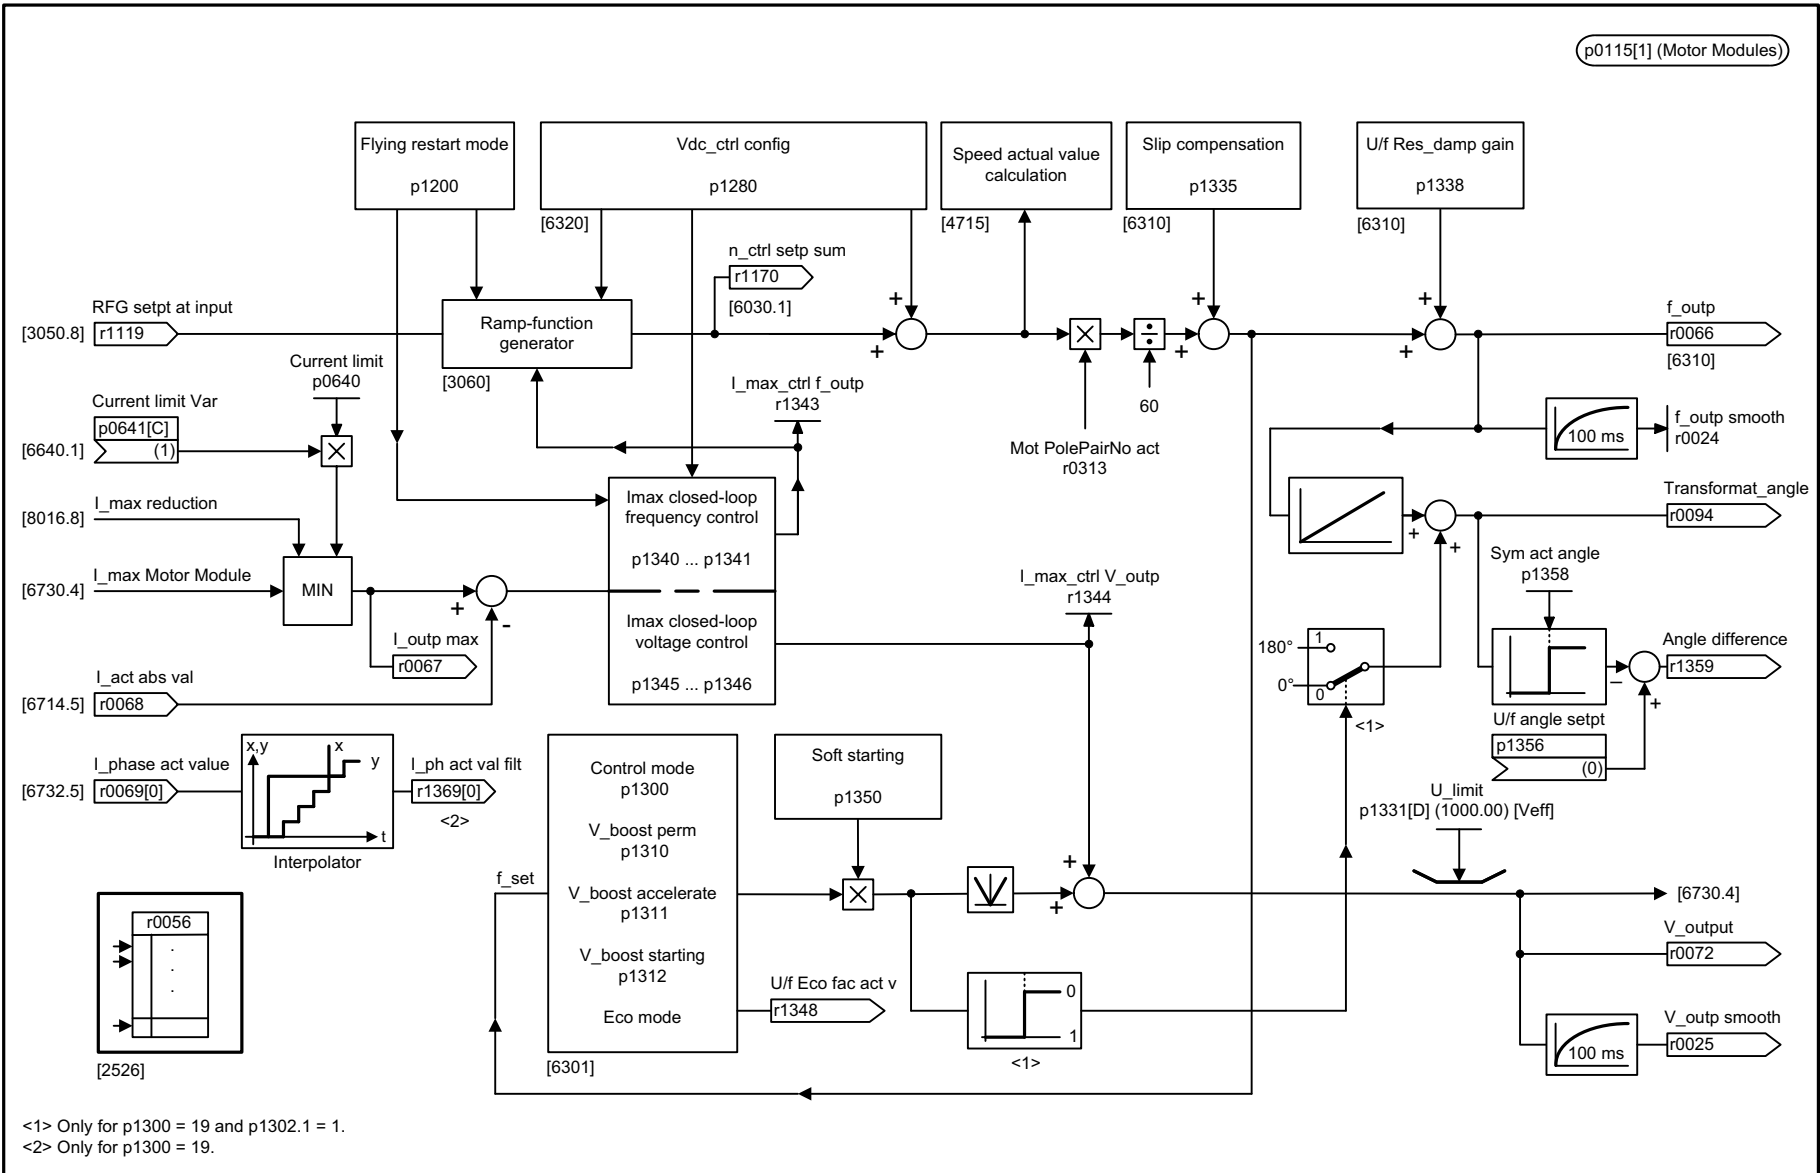 p0115[1] (Motor Modules)
Flying restart mode
p1200
Vdc_ctrl config
p1280
Speed actual value
calculation
Slip compensation
p1335
U/f Res_damp gain
p1338
[6320]
[4715]
[6310]
[6310]
n_ctrl setp sum
r1170
[6030.1]
RFG setpt at input
[3050.8]
r1119
Ramp-function
generator
[3060]
+
+
+
+
+
+
×
÷
60
Mot PolePairNo act
r0313
f_outp
r0066
[6310]
Current limit
p0640
Current limit Var
p0641[C]
(1)
[6640.1]
×
I_max_ctrl f_outp
r1343
100 ms
f_outp smooth
r0024
I_max reduction
[8016.8]
Imax closed-loop
frequency control
p1340 ... p1341
Imax closed-loop
voltage control
p1345 ... p1346
Transformat_angle
r0094
+
+
I_max Motor Module
[6730.4]
MIN
+
-
I_outp max
r0067
I_max_ctrl V_outp
r1344
Sym act angle
p1358
180°
1
0°
0
<1>
Angle difference
r1359
–
+
I_act abs val
[6714.5]
r0068
U/f angle setpt
p1356
(0)
I_phase act value
[6732.5]
r0069[0]
x,y
x
y
t
Interpolator
I_ph act val filt
r1369[0]
<2>
Control mode
p1300
V_boost perm
p1310
V_boost accelerate
p1311
V_boost starting
p1312
Eco mode
[6301]
f_set
Soft starting
p1350
×
+
+
U_limit
p1331[D] (1000.00) [Veff]
[6730.4]
V_output
r0072
U/f Eco fac act v
r1348
0
1
<1>
100 ms
V_outp smooth
r0025
r0056
.
.
.
[2526]
<1> Only for p1300 = 19 and p1302.1 = 1.
<2> Only for p1300 = 19.